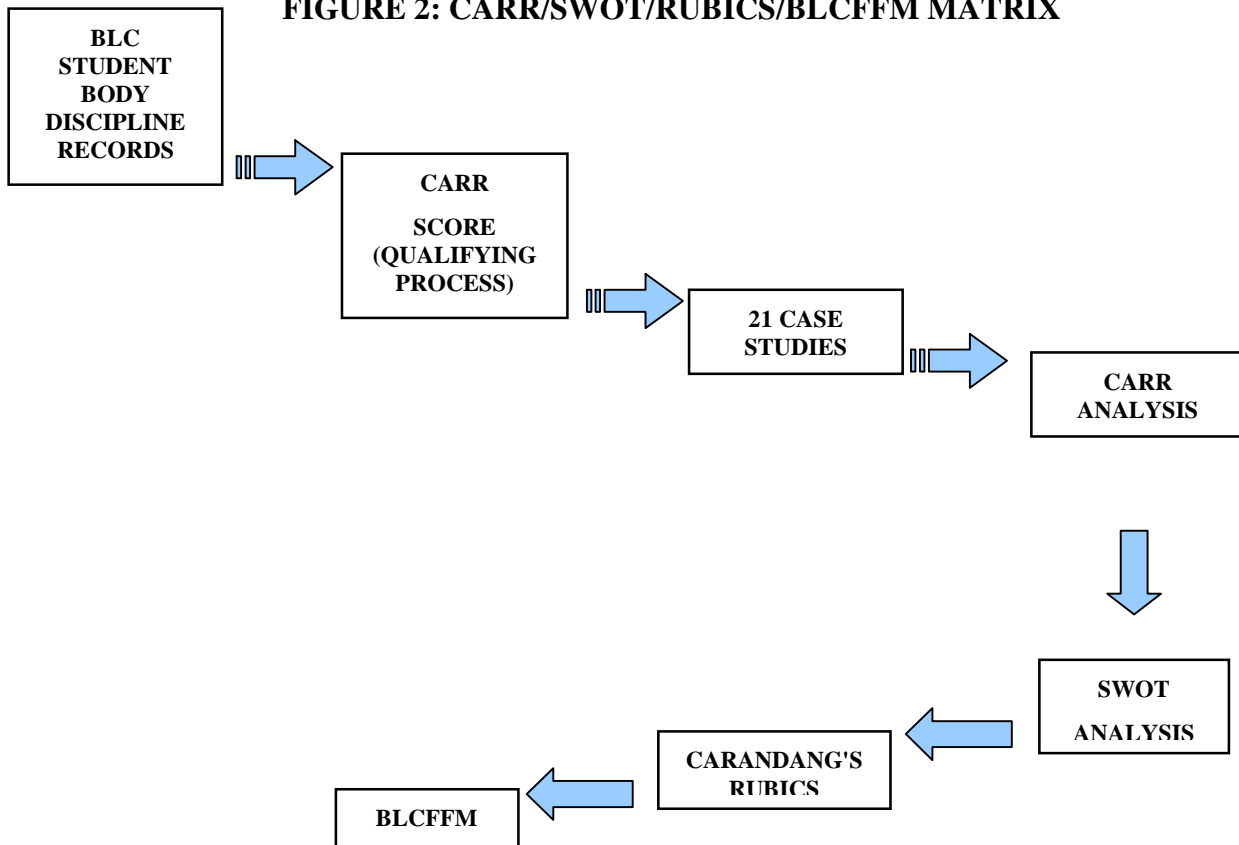 FIGURE 2: CARR/SWOT/RUBICS/BLCFFM MATRIX
BLC
STUDENT
BODY
DISCIPLINE
RECORDS
CARR
SCORE
(QUALIFYING
PROCESS)
21 CASE
STUDIES
CARR
ANALYSIS
SWOT
ANALYSIS
CARANDANG'S
RUBICS
BLCFFM